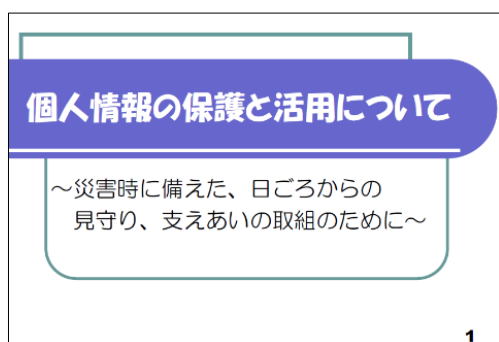 個人情報の保護と活用について
～災害時に備えた、日ごろからの
見守り、支えあいの取組のために～
1